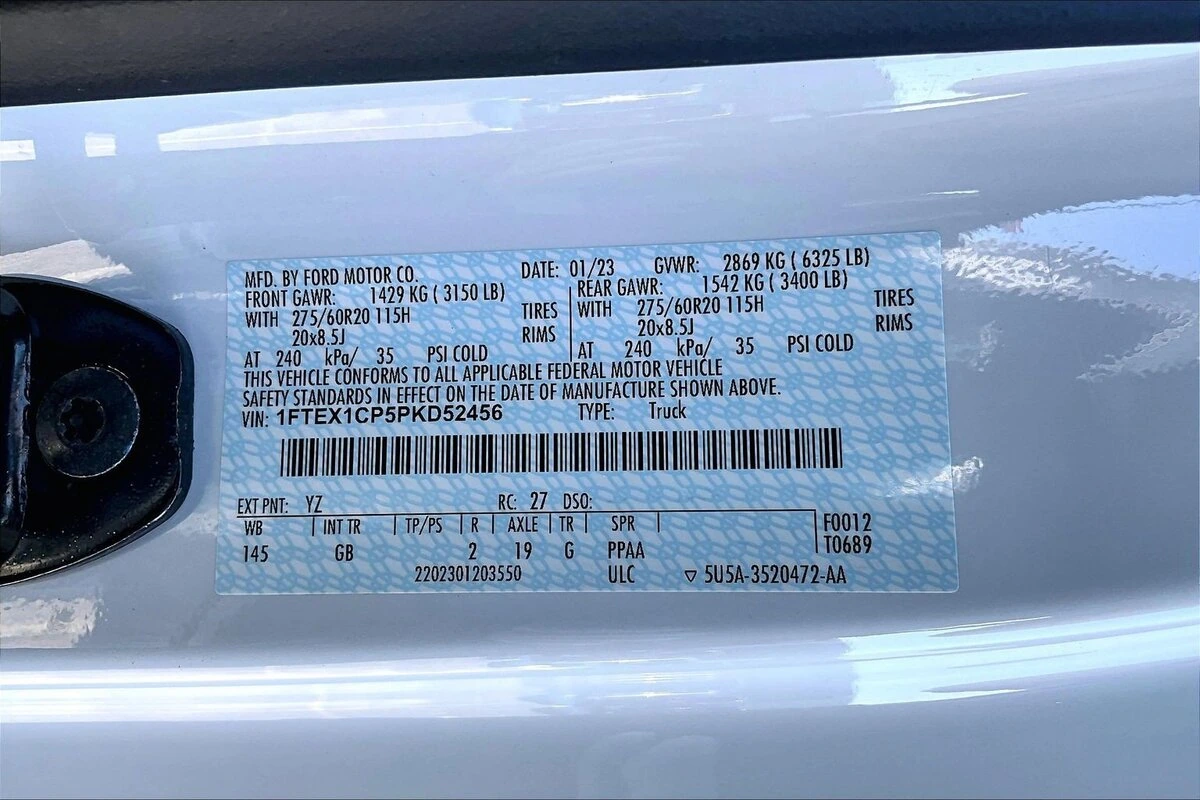 MFD. BY FORD MOTOR CO. DATE: 01/23 GVWR: 2869 KG ( 6325 LB)
FRONT GAWR: 1429 KG ( 3150 LB) REAR GAWR: 1542 KG ( 3400 LB)
WITH 275/60R20 115H TIRES WITH 275/60R20 115H TIRES
20x8.5J RIMS 20x8.5J RIMS
AT 240 kPa/ 35 PSI COLD AT 240 kPa/ 35 PSI COLD
THIS VEHICLE CONFORMS TO ALL APPLICABLE FEDERAL MOTOR VEHICLE
SAFETY STANDARDS IN EFFECT ON THE DATE OF MANUFACTURE SHOWN ABOVE.
VIN: 1FTEX1CP5PKD52456 TYPE: Truck
EXT PNT: YZ RC: 27 DSO:
WB INT TR TP/PS R AXLE TR SPR F0012
145 GB 2 19 G PPAA T0689
2202301203550 ULC ▽ 5U5A-3520472-AA